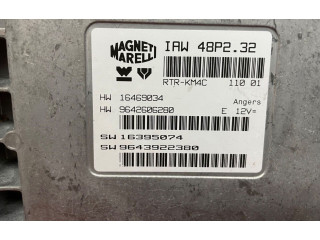 MAGNETI MARELLI
IAW 48P2.32
RTR-KM4C 110 01
HW 16469034 Angers
HW 9642606280 E 12V=
SW 16395074
SW 9643922380